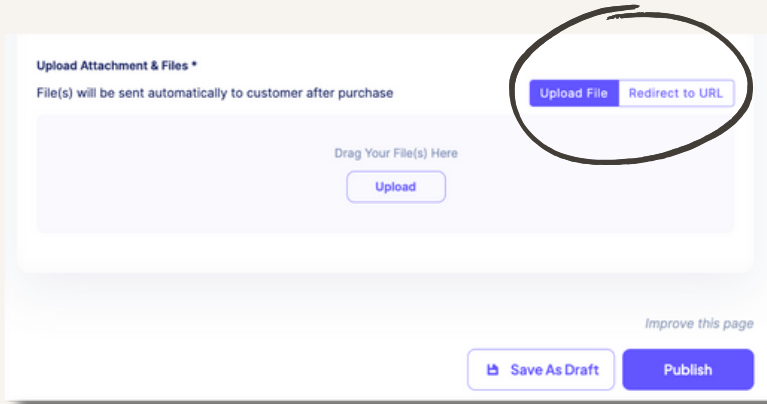 Upload Attachment & Files *
File(s) will be sent automatically to customer after purchase
Upload File
Redirect to URL
Drag Your File(s) Here
Upload
Improve this page
Save As Draft
Publish